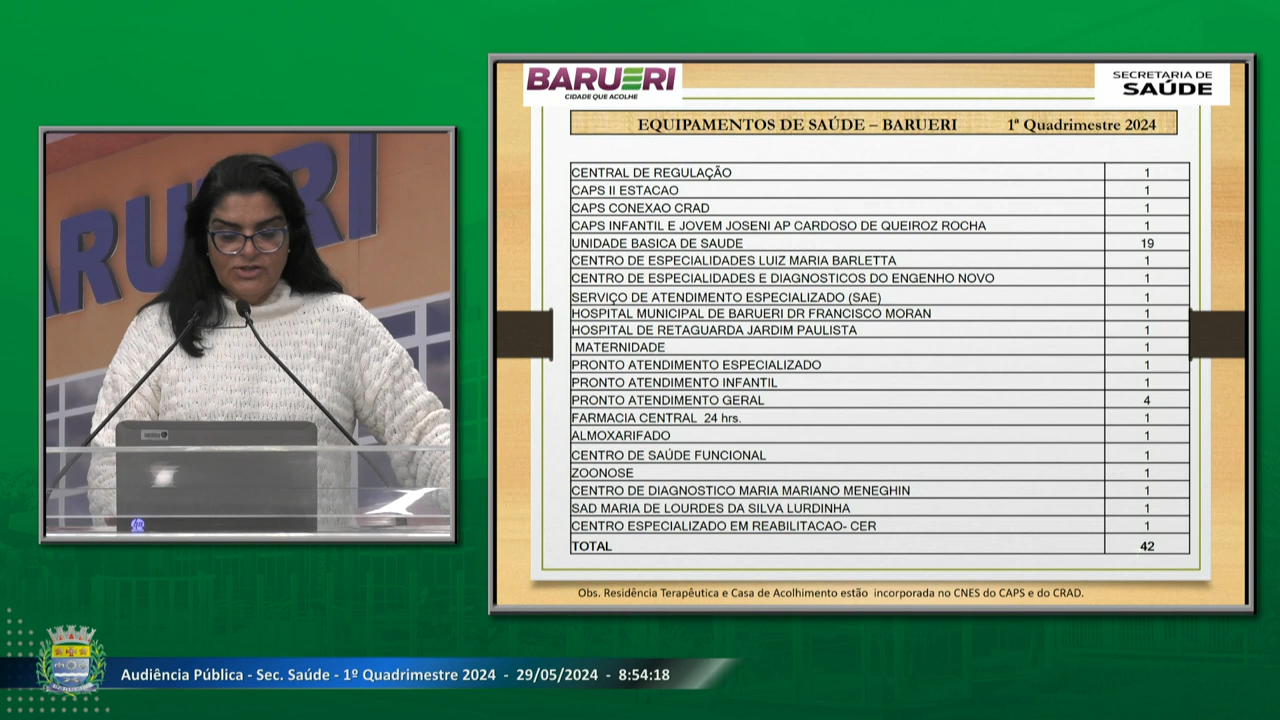 BARUERI
CIDADE QUE ACOLHE
SECRETARIA DE
SAÚDE
EQUIPAMENTOS DE SAÚDE – BARUERI 1ª Quadrimestre 2024
CENTRAL DE REGULAÇÃO 1
CAPS II ESTACAO 1
CAPS CONEXAO CRAD 1
CAPS INFANTIL E JOVEM JOSENI AP CARDOSO DE QUEIROZ ROCHA 1
UNIDADE BASICA DE SAUDE 19
CENTRO DE ESPECIALIDADES LUIZ MARIA BARLETTA 1
CENTRO DE ESPECIALIDADES E DIAGNOSTICOS DO ENGENHO NOVO 1
SERVIÇO DE ATENDIMENTO ESPECIALIZADO (SAE) 1
HOSPITAL MUNICIPAL DE BARUERI DR FRANCISCO MORAN 1
HOSPITAL DE RETAGUARDA JARDIM PAULISTA 1
MATERNIDADE 1
PRONTO ATENDIMENTO ESPECIALIZADO 1
PRONTO ATENDIMENTO INFANTIL 1
PRONTO ATENDIMENTO GERAL 4
FARMACIA CENTRAL 24 hrs. 1
ALMOXARIFADO 1
CENTRO DE SAÚDE FUNCIONAL 1
ZOONOSE 1
CENTRO DE DIAGNOSTICO MARIA MARIANO MENEGHIN 1
SAD MARIA DE LOURDES DA SILVA LURDINHA 1
CENTRO ESPECIALIZADO EM REABILITACAO- CER 1
TOTAL 42
Obs. Residência Terapêutica e Casa de Acolhimento estão incorporada no CNES do CAPS e do CRAD.
ARUERI
Audiência Pública - Sec. Saúde - 1º Quadrimestre 2024 - 29/05/2024 - 8:54:18